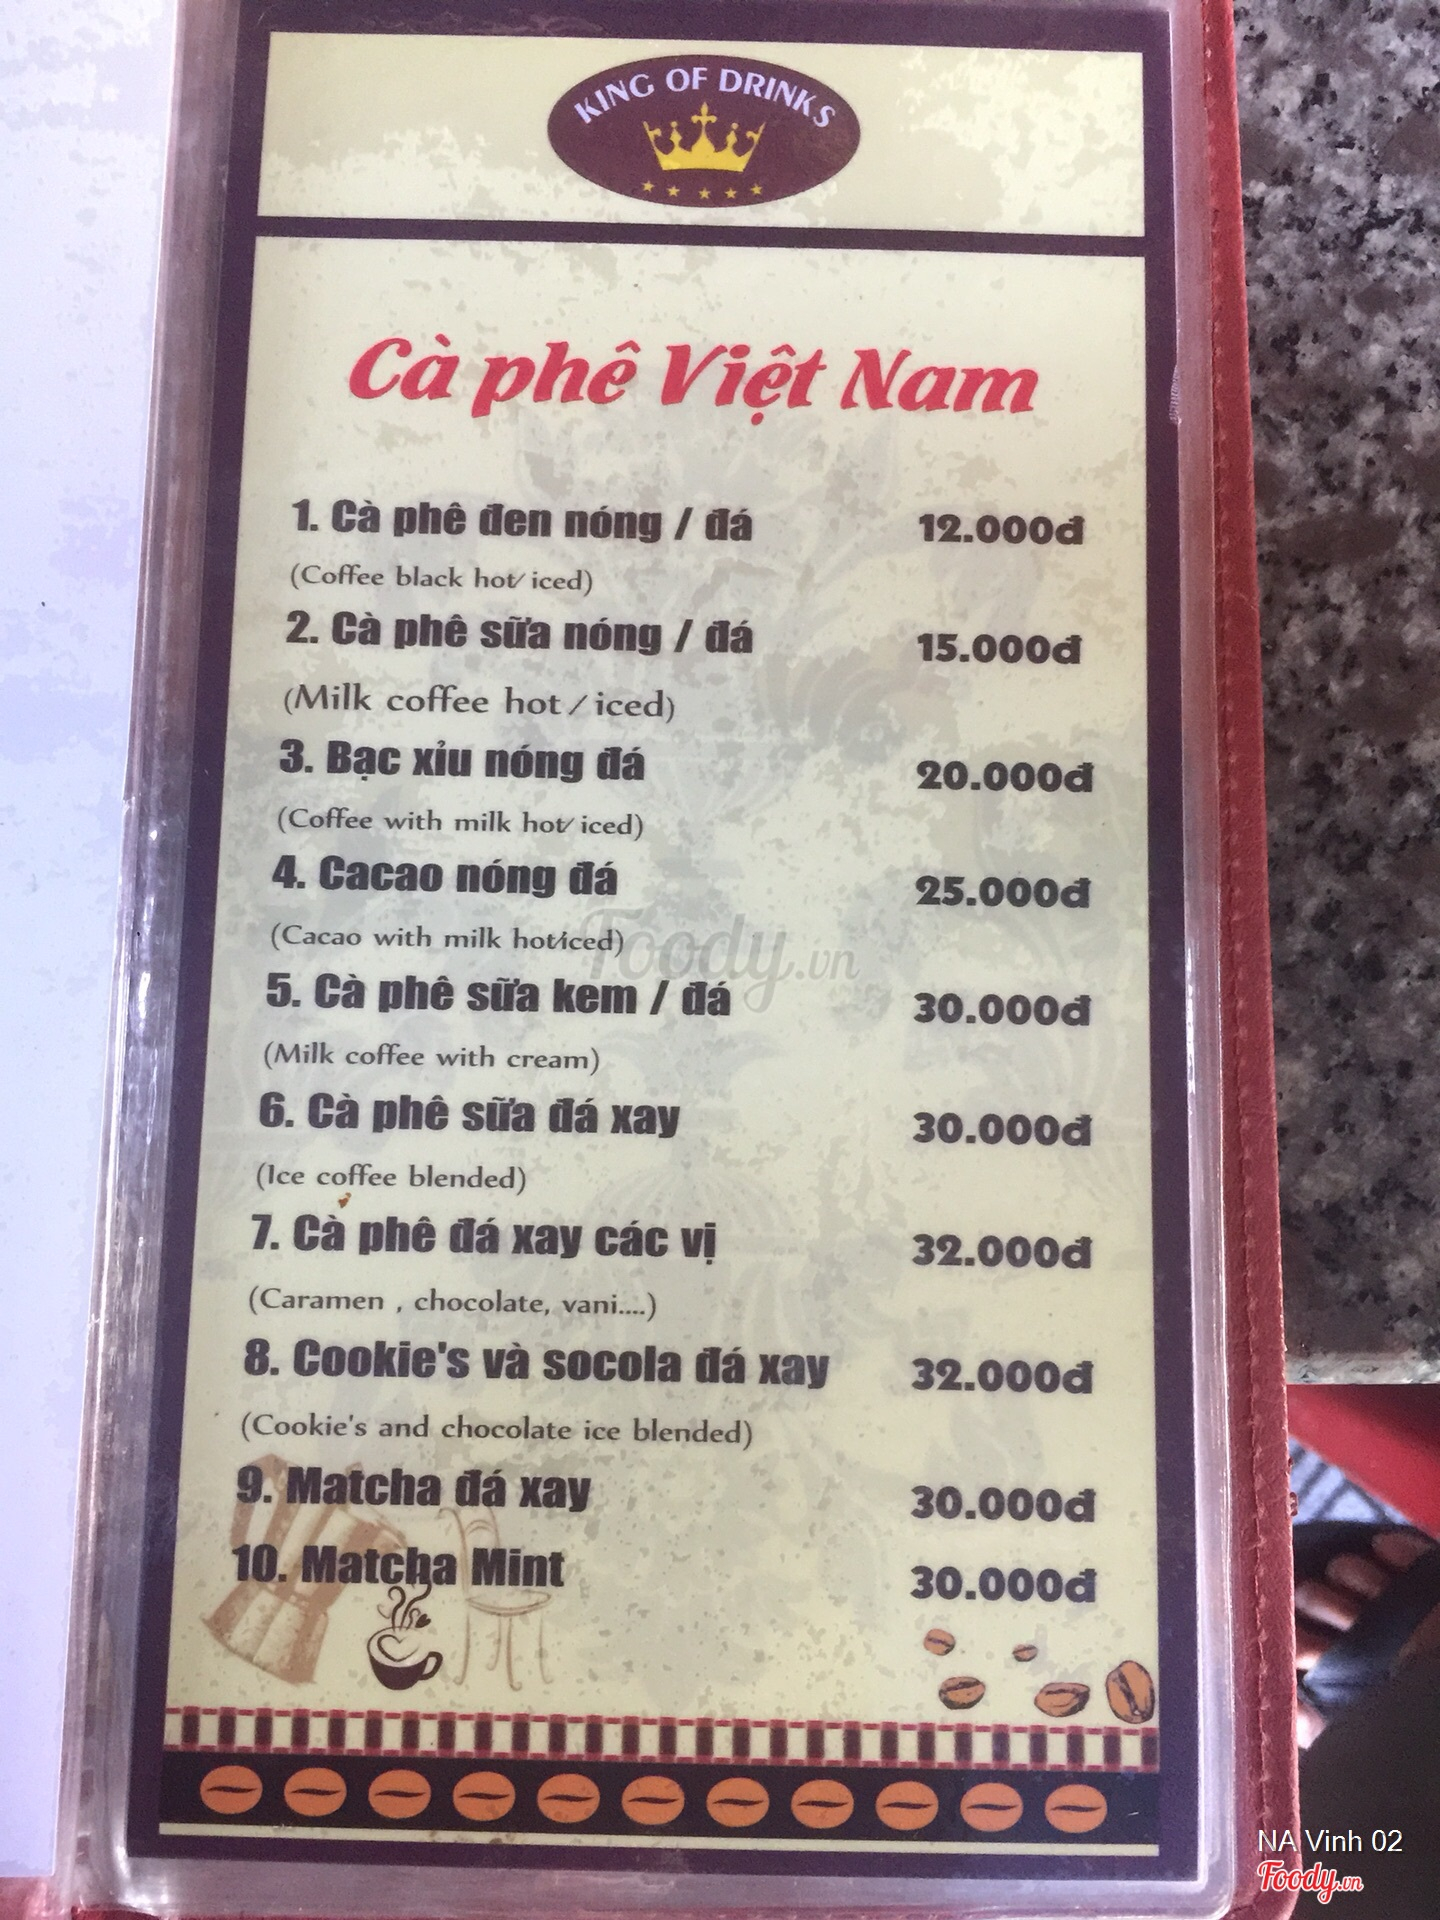 KING OF DRINKS
Cà phê Việt Nam
1. Cà phê đen nóng / đá 12.000đ
(Coffee black hot/ iced)
2. Cà phê sữa nóng / đá 15.000đ
(Milk coffee hot / iced)
3. Bạc xỉu nóng đá 20.000đ
(Coffee with milk hot/ iced)
4. Cacao nóng đá 25.000đ
(Cacao with milk hot/iced)
Foody.vn
5. Cà phê sữa kem / đá 30.000đ
(Milk coffee with cream)
6. Cà phê sữa đá xay 30.000đ
(Ice coffee blended)
7. Cà phê đá xay các vị 32.000đ
(Caramen , chocolate, vani....)
8. Cookie's và socola đá xay 32.000đ
(Cookie's and chocolate ice blended)
9. Matcha đá xay 30.000đ
10. Matcha Mint 30.000đ
NA Vinh 02
Foody.vn